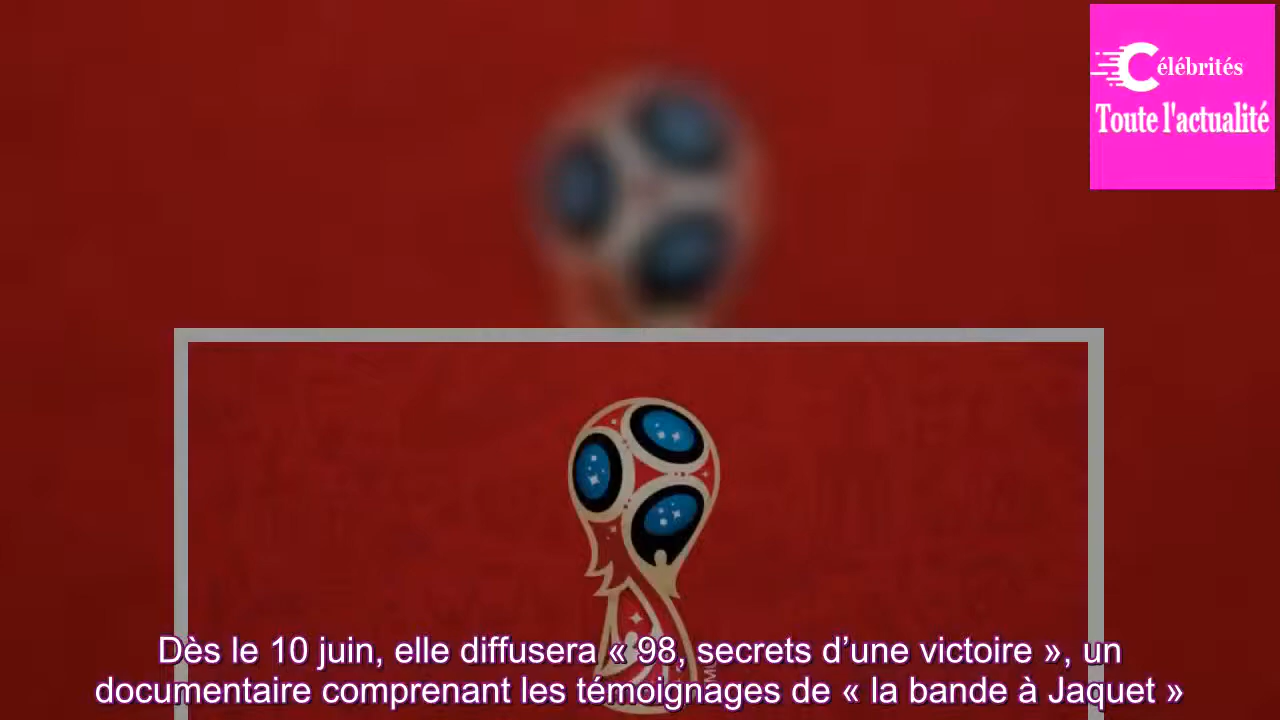 Célébrités
Toute l'actualité
Dès le 10 juin, elle diffusera « 98, secrets d’une victoire », un
documentaire comprenant les témoignages de « la bande à Jaquet »